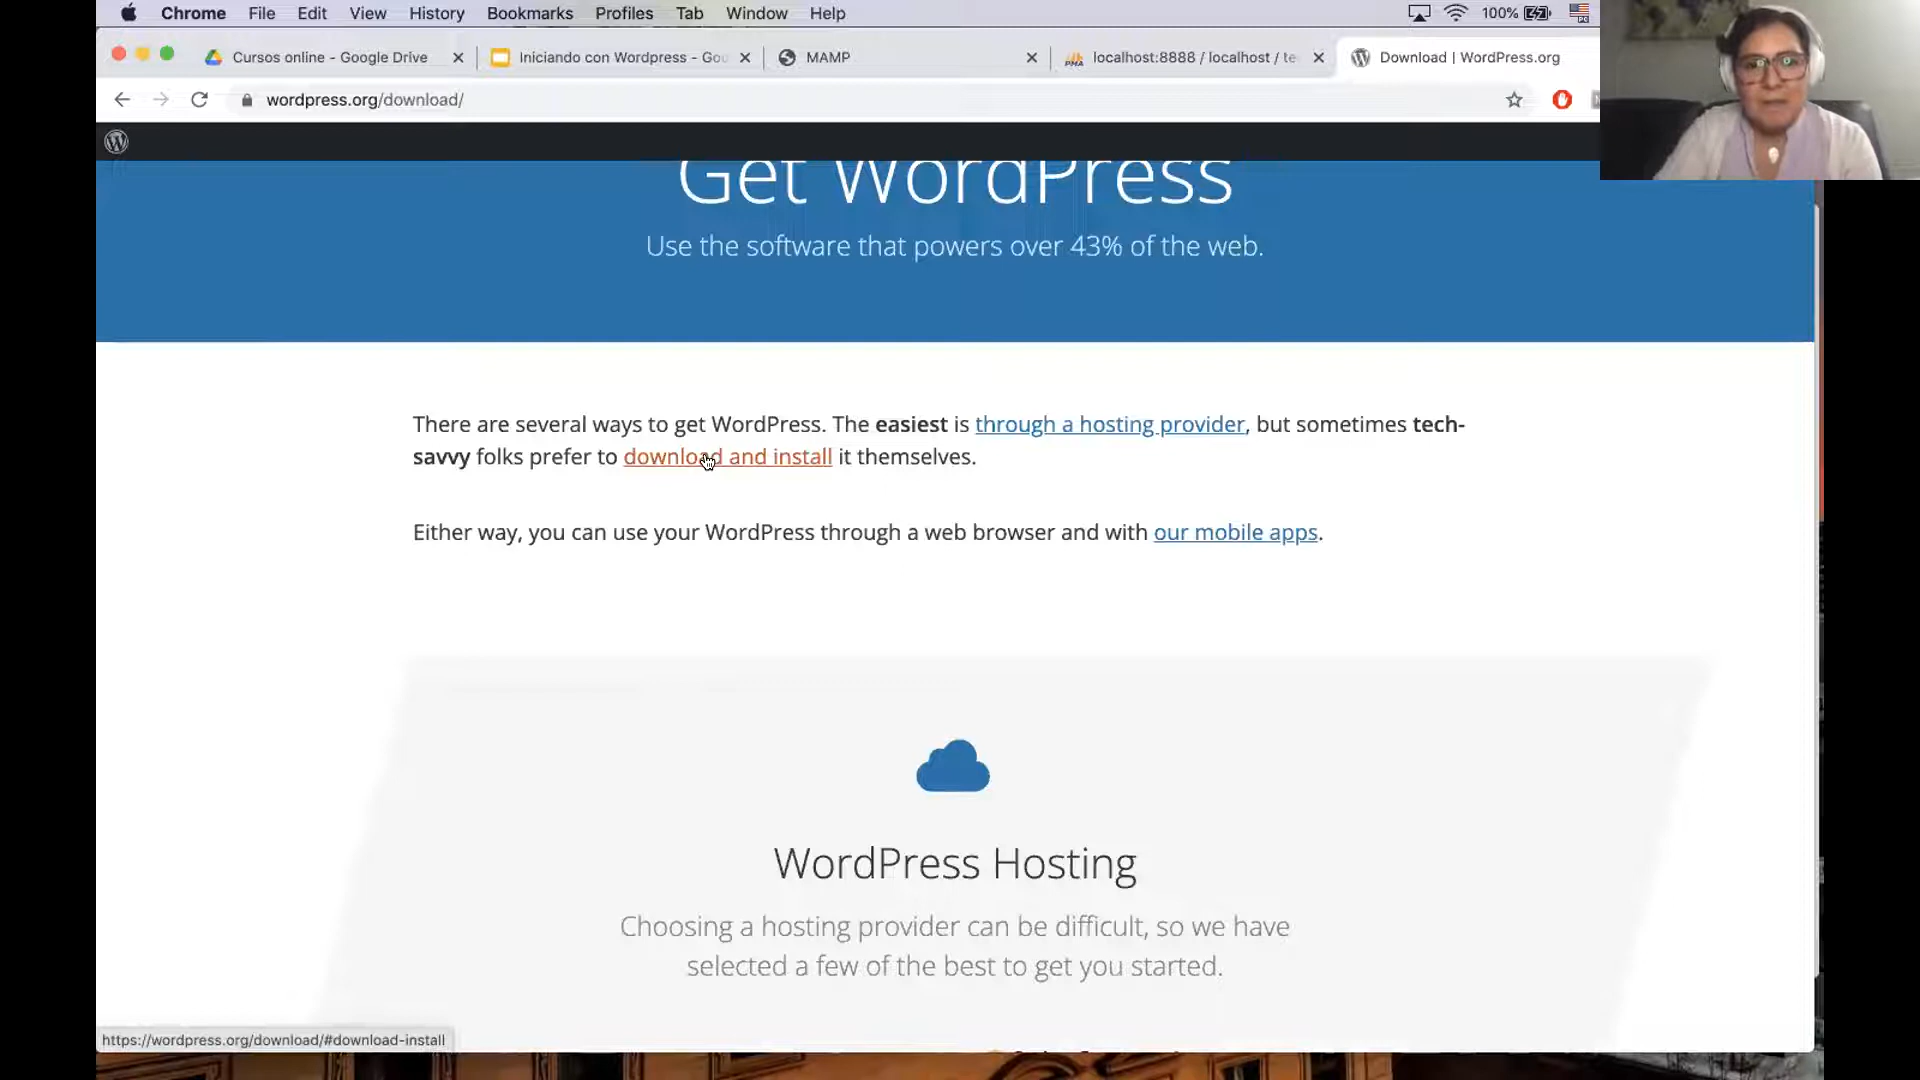 Chrome File Edit View History Bookmarks Profiles Tab Window Help 100%
Cursos online - Google Drive
Iniciando con Wordpress - Goo
MAMP
localhost:8888 / localhost / te
Download | WordPress.org
wordpress.org/download/
Get WordPress
Use the software that powers over 43% of the web.
There are several ways to get WordPress. The easiest is through a hosting provider, but sometimes tech-
savvy folks prefer to download and install it themselves.
Either way, you can use your WordPress through a web browser and with our mobile apps.
WordPress Hosting
Choosing a hosting provider can be difficult, so we have
selected a few of the best to get you started.
https://wordpress.org/download/#download-install